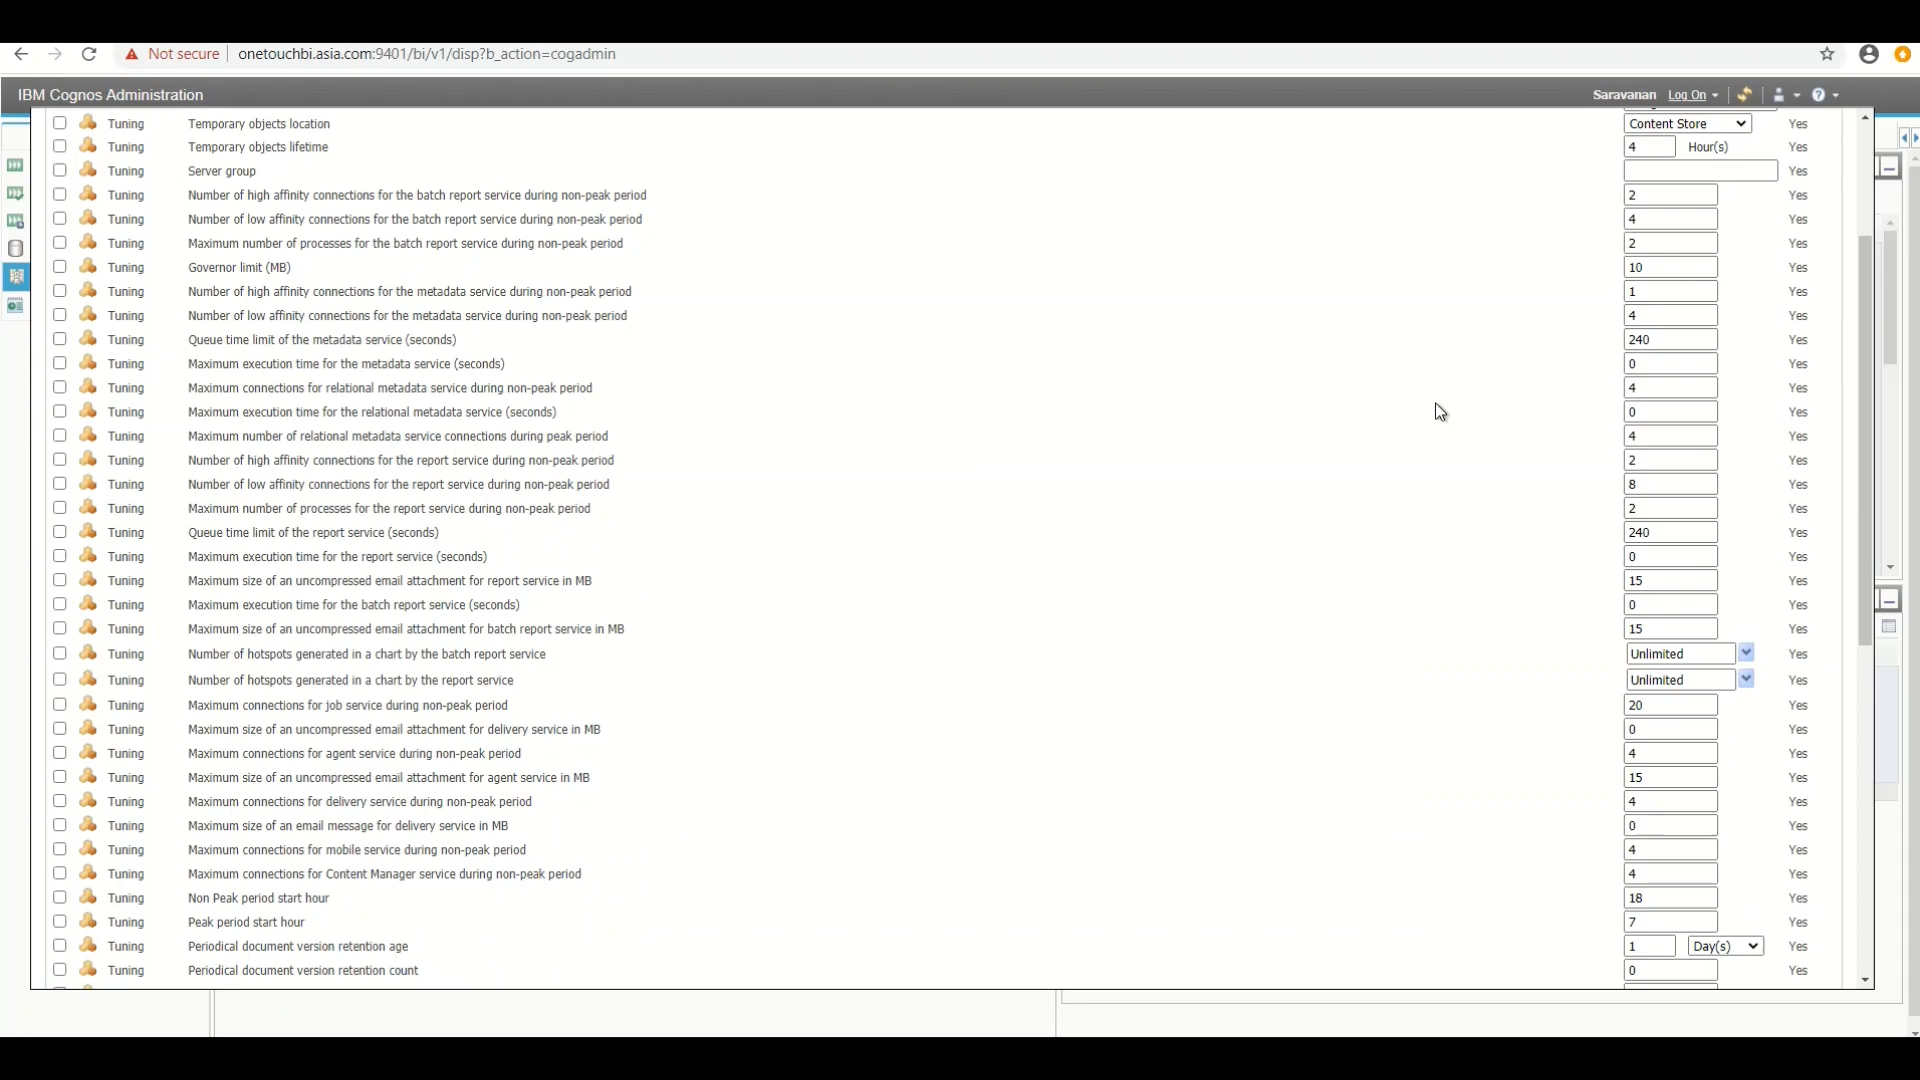 Not secure onetouchbi.asia.com:9401/bi/v1/disp?b_action=cogadmin
IBM Cognos Administration Saravanan Log On
Tuning Temporary objects location Content Store Yes
Tuning Temporary objects lifetime 4 Hour(s) Yes
Tuning Server group Yes
Tuning Number of high affinity connections for the batch report service during non-peak period 2 Yes
Tuning Number of low affinity connections for the batch report service during non-peak period 4 Yes
Tuning Maximum number of processes for the batch report service during non-peak period 2 Yes
Tuning Governor limit (MB) 10 Yes
Tuning Number of high affinity connections for the metadata service during non-peak period 1 Yes
Tuning Number of low affinity connections for the metadata service during non-peak period 4 Yes
Tuning Queue time limit of the metadata service (seconds) 240 Yes
Tuning Maximum execution time for the metadata service (seconds) 0 Yes
Tuning Maximum connections for relational metadata service during non-peak period 4 Yes
Tuning Maximum execution time for the relational metadata service (seconds) 0 Yes
Tuning Maximum number of relational metadata service connections during peak period 4 Yes
Tuning Number of high affinity connections for the report service during non-peak period 2 Yes
Tuning Number of low affinity connections for the report service during non-peak period 8 Yes
Tuning Maximum number of processes for the report service during non-peak period 2 Yes
Tuning Queue time limit of the report service (seconds) 240 Yes
Tuning Maximum execution time for the report service (seconds) 0 Yes
Tuning Maximum size of an uncompressed email attachment for report service in MB 15 Yes
Tuning Maximum execution time for the batch report service (seconds) 0 Yes
Tuning Maximum size of an uncompressed email attachment for batch report service in MB 15 Yes
Tuning Number of hotspots generated in a chart by the batch report service Unlimited Yes
Tuning Number of hotspots generated in a chart by the report service Unlimited Yes
Tuning Maximum connections for job service during non-peak period 20 Yes
Tuning Maximum size of an uncompressed email attachment for delivery service in MB 0 Yes
Tuning Maximum connections for agent service during non-peak period 4 Yes
Tuning Maximum size of an uncompressed email attachment for agent service in MB 15 Yes
Tuning Maximum connections for delivery service during non-peak period 4 Yes
Tuning Maximum size of an email message for delivery service in MB 0 Yes
Tuning Maximum connections for mobile service during non-peak period 4 Yes
Tuning Maximum connections for Content Manager service during non-peak period 4 Yes
Tuning Non Peak period start hour 18 Yes
Tuning Peak period start hour 7 Yes
Tuning Periodical document version retention age 1 Day(s) Yes
Tuning Periodical document version retention count 0 Yes